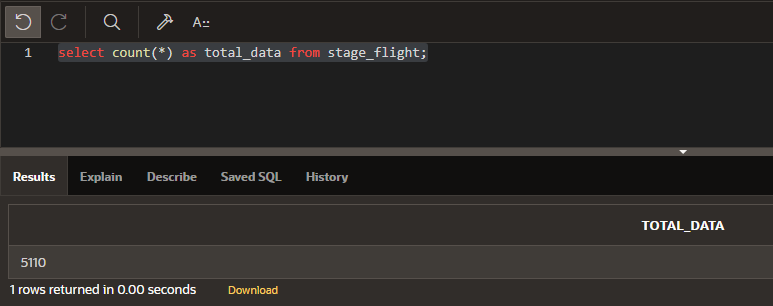 A::
1 select count(*) as total_data from stage_flight;
Results Explain Describe Saved SQL History
TOTAL_DATA
5110
1 rows returned in 0.00 seconds Download